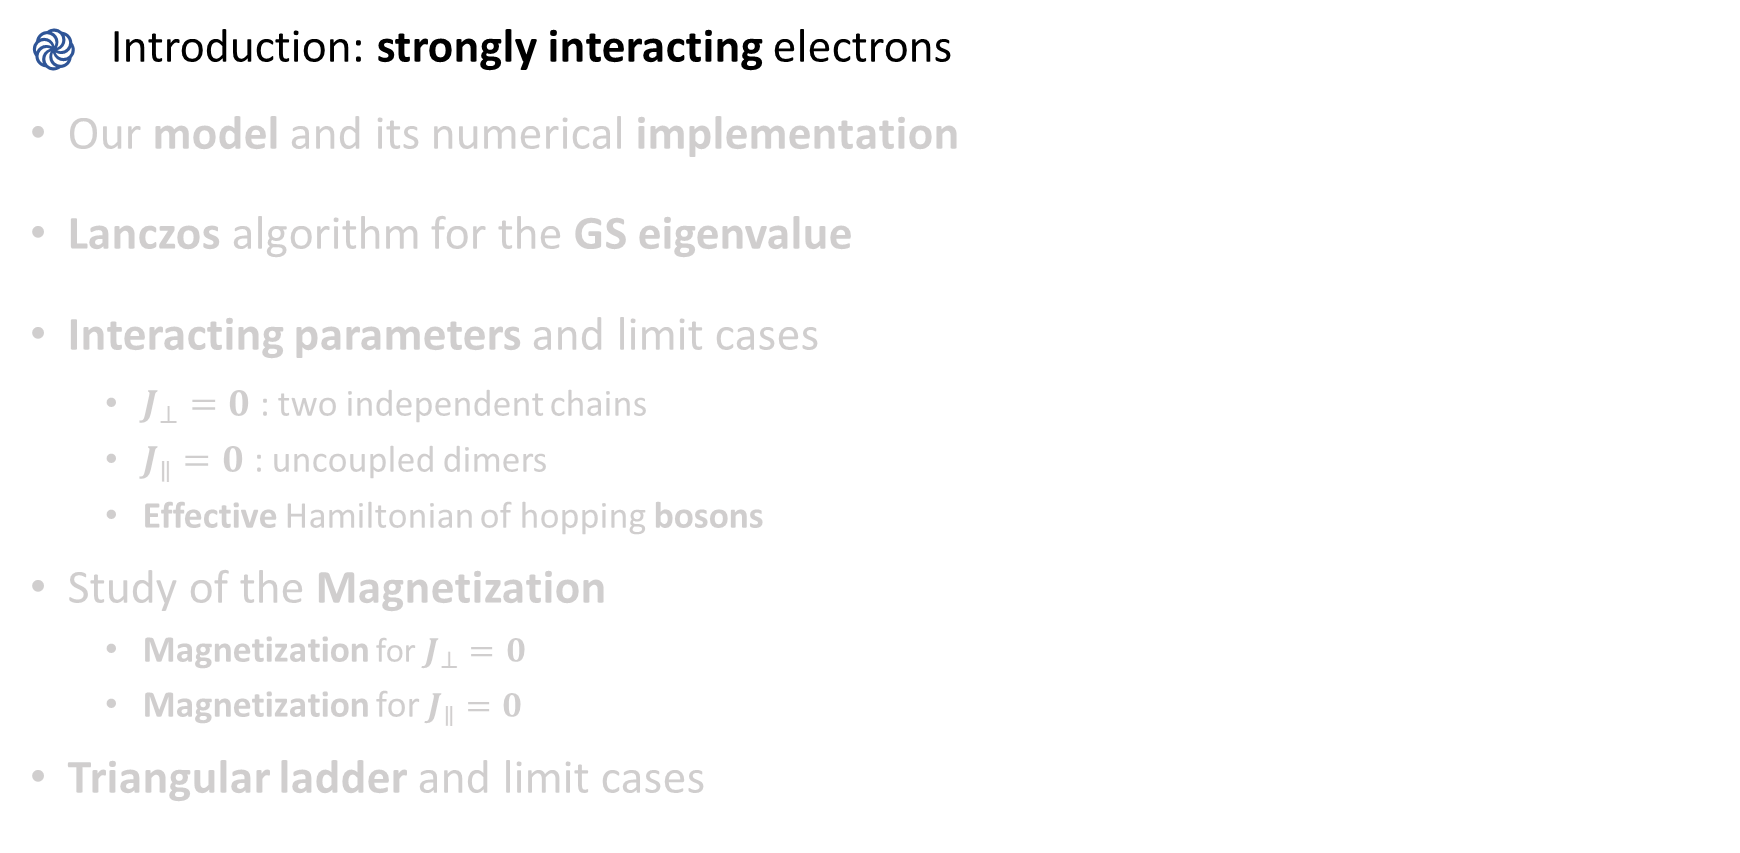 Introduction: strongly interacting electrons
• Our model and its numerical implementation
• Lanczos algorithm for the GS eigenvalue
• Interacting parameters and limit cases
• J⊥ = 0 : two independent chains
• J∥ = 0 : uncoupled dimers
• Effective Hamiltonian of hopping bosons
• Study of the Magnetization
• Magnetization for J⊥ = 0
• Magnetization for J∥ = 0
• Triangular ladder and limit cases